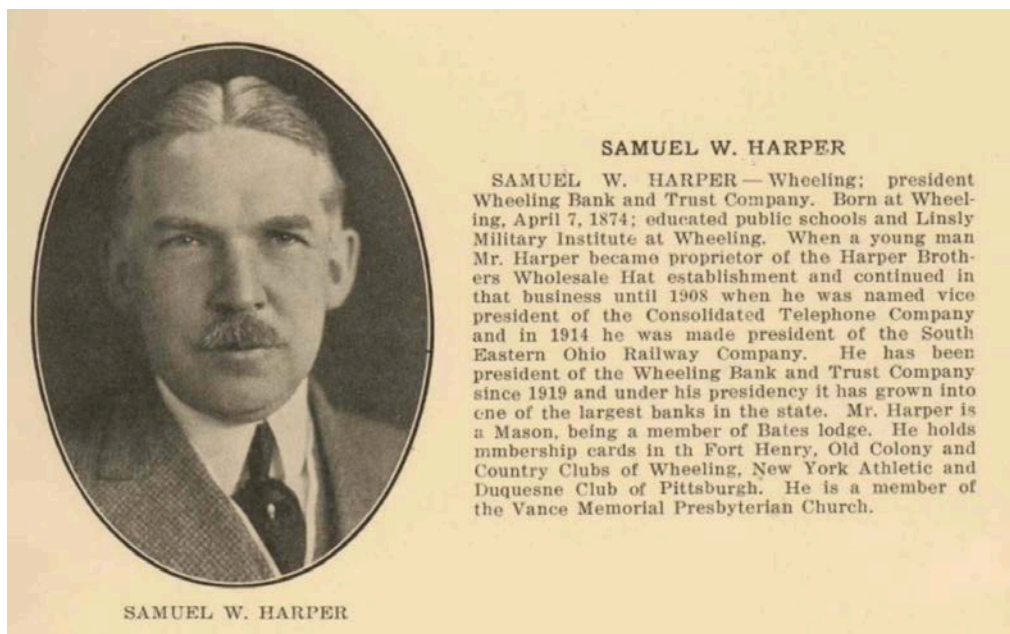 SAMUEL W. HARPER
SAMUEL W. HARPER — Wheeling; president
Wheeling Bank and Trust Company. Born at Wheel-
ing, April 7, 1874; educated public schools and Linsly
Military Institute at Wheeling. When a young man
Mr. Harper became proprietor of the Harper Broth-
ers Wholesale Hat establishment and continued in
that business until 1908 when he was named vice
president of the Consolidated Telephone Company
and in 1914 he was made president of the South
Eastern Ohio Railway Company. He has been
president of the Wheeling Bank and Trust Company
since 1919 and under his presidency it has grown into
one of the largest banks in the state. Mr. Harper is
a Mason, being a member of Bates lodge. He holds
mmbership cards in th Fort Henry, Old Colony and
Country Clubs of Wheeling, New York Athletic and
Duquesne Club of Pittsburgh. He is a member of
the Vance Memorial Presbyterian Church.
SAMUEL W. HARPER